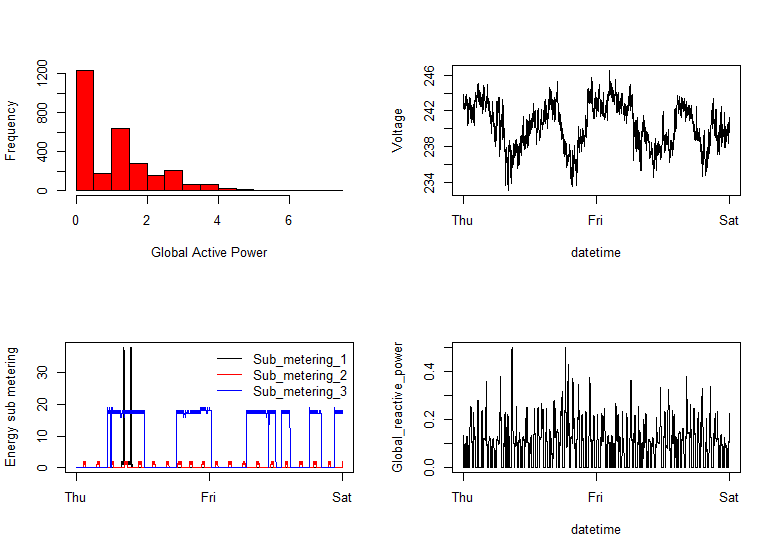 Frequency
0 400 800 1200
0 2 4 6
Global Active Power
Voltage
234 238 242 246
Thu Fri Sat
datetime
Energy sub metering
0 10 20 30
Sub_metering_1
Sub_metering_2
Sub_metering_3
Thu Fri Sat
Global_reactive_power
0.0 0.2 0.4
Thu Fri Sat
datetime